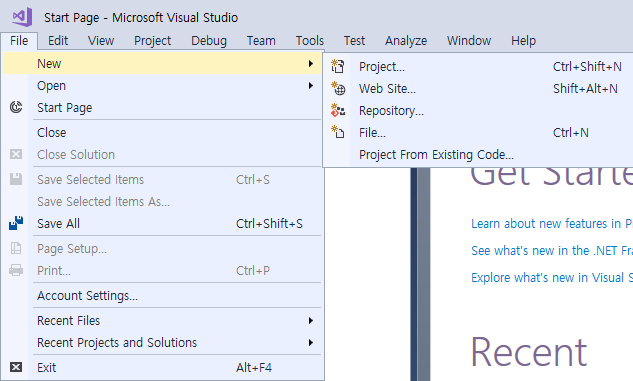 Start Page - Microsoft Visual Studio
File Edit View Project Debug Team Tools Test Analyze Window Help
New
Open
Start Page
Close
Close Solution
Save Selected Items Ctrl+S
Save Selected Items As...
Save All Ctrl+Shift+S
Page Setup...
Print... Ctrl+P
Account Settings...
Recent Files
Recent Projects and Solutions
Exit Alt+F4
Project... Ctrl+Shift+N
Web Site... Shift+Alt+N
Repository...
File... Ctrl+N
Project From Existing Code...
Get Starte
Learn about new features in P
See what's new in the .NET Fra
Explore what's new in Visual S
Recent